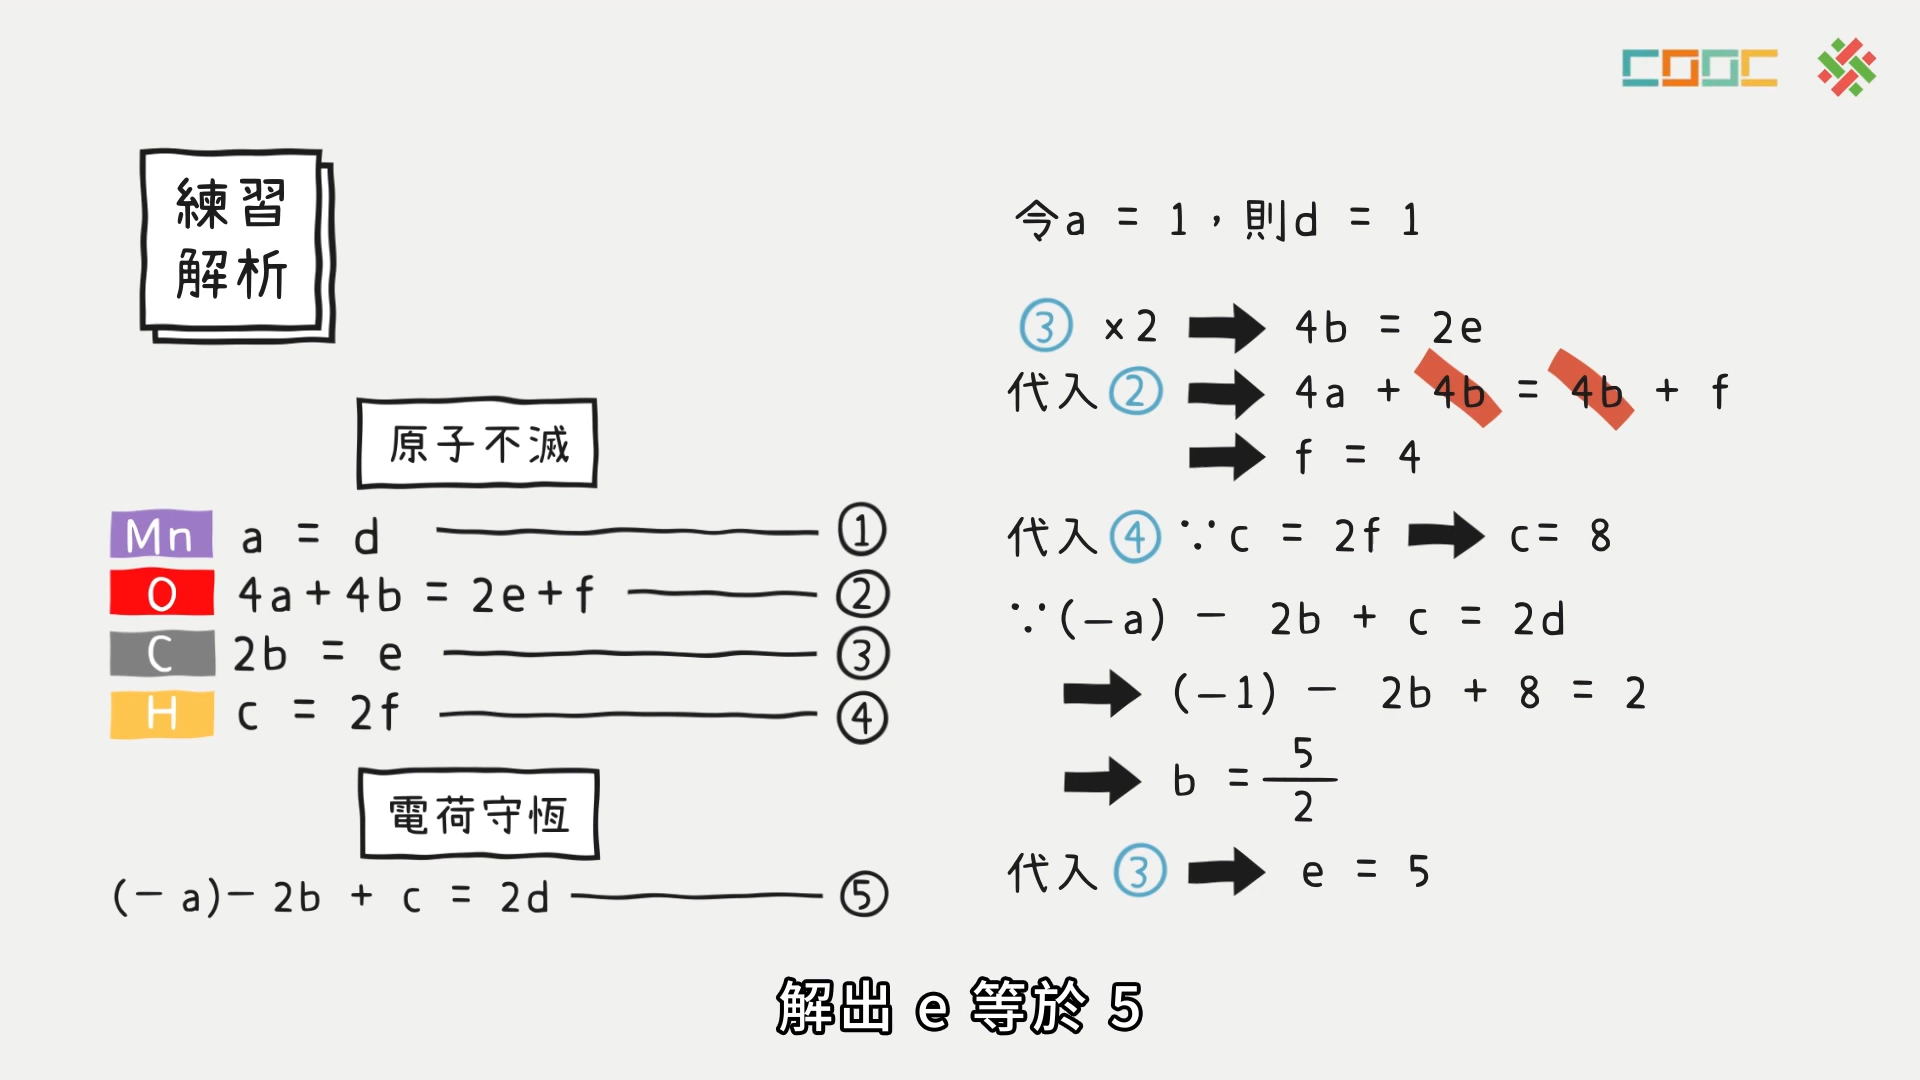 COOC
練習
解析
原子不滅
Mn a = d ①
O 4a+4b = 2e+f ②
C 2b = e ③
H c = 2f ④
電荷守恆
(－a)－2b + c = 2d ⑤
令a = 1，則d = 1
③ ×2 ➡ 4b = 2e
代入② ➡ 4a + 4b = 4b + f
➡ f = 4
代入④ ∵c = 2f ➡ c= 8
∵(－a) － 2b + c = 2d
➡ (－1) － 2b + 8 = 2
➡ b = 5/2
代入③ ➡ e = 5
解出 e 等於 5